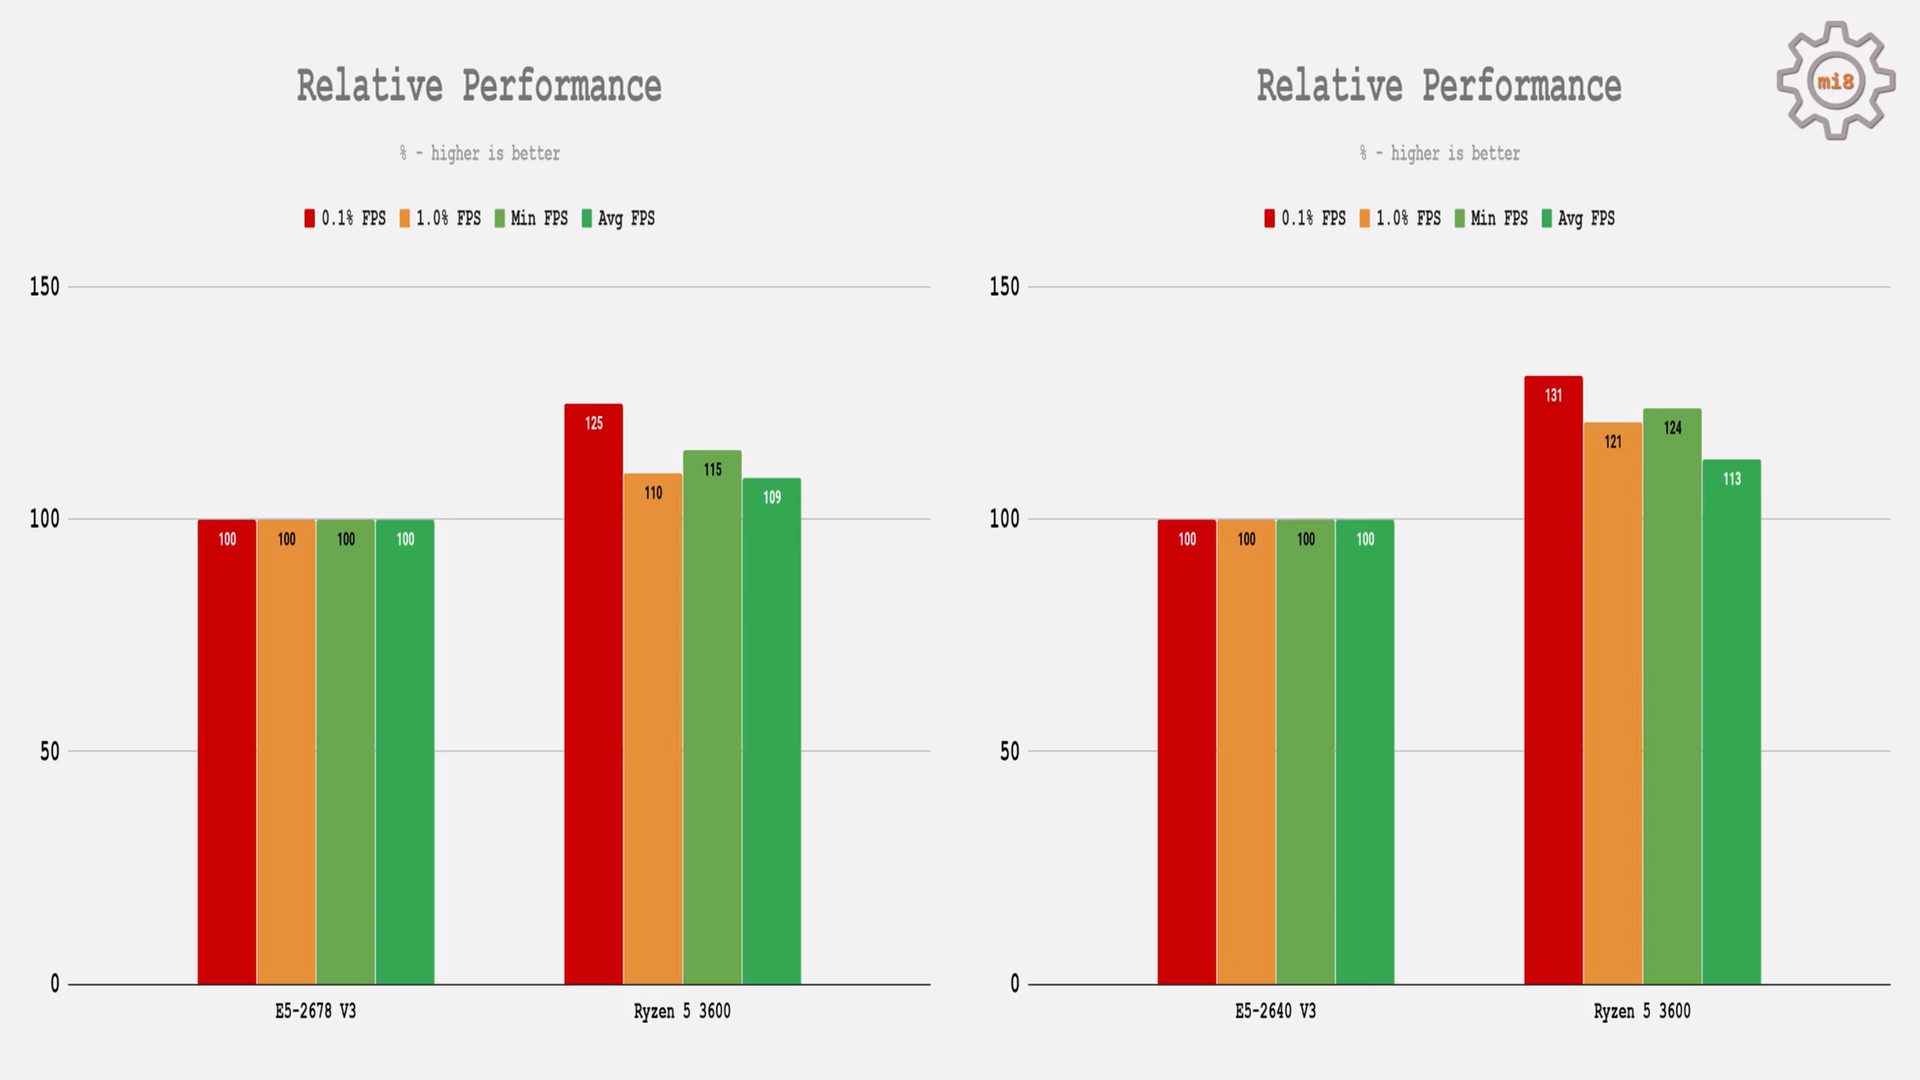 Relative Performance
% - higher is better
0.1% FPS 1.0% FPS Min FPS Avg FPS
150
100
50
0
100 100 100 100
125 110 115 109
E5-2678 V3 Ryzen 5 3600
Relative Performance
% - higher is better
0.1% FPS 1.0% FPS Min FPS Avg FPS
150
100
50
0
100 100 100 100
131 121 124 113
E5-2640 V3 Ryzen 5 3600
mi8